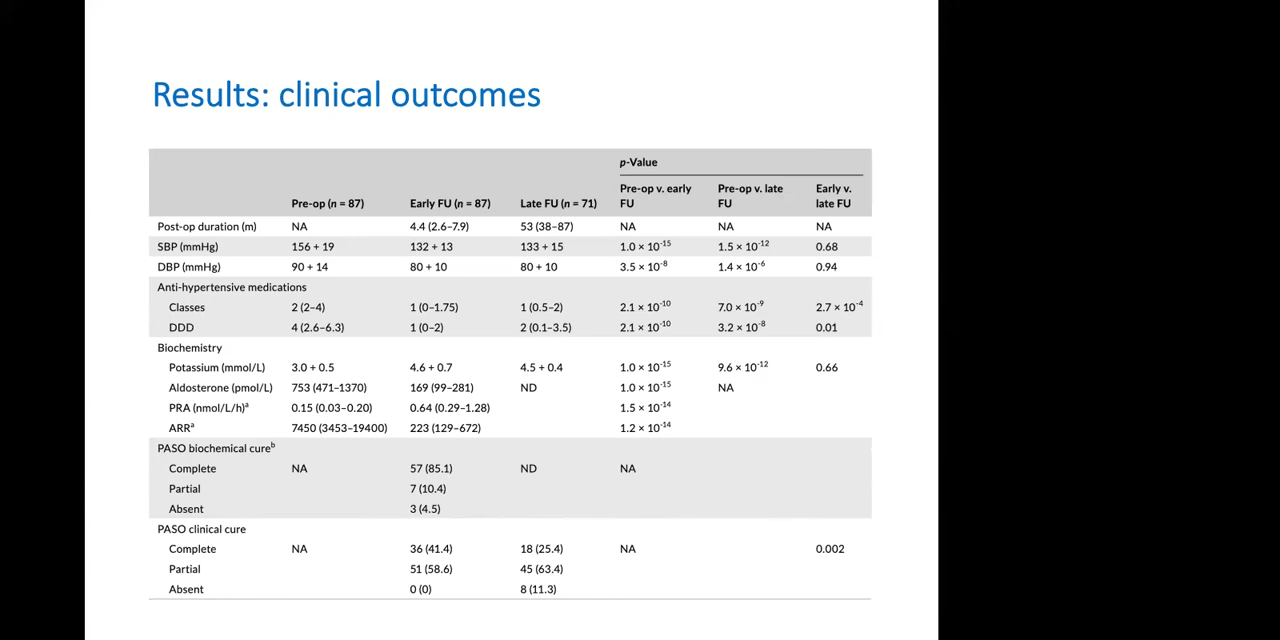 Results: clinical outcomes
p-Value
Pre-op (n = 87) Early FU (n = 87) Late FU (n = 71) Pre-op v. early FU Pre-op v. late FU Early v. late FU
Post-op duration (m) NA 4.4 (2.6–7.9) 53 (38–87) NA NA NA
SBP (mmHg) 156 + 19 132 + 13 133 + 15 1.0 × 10⁻¹⁵ 1.5 × 10⁻¹² 0.68
DBP (mmHg) 90 + 14 80 + 10 80 + 10 3.5 × 10⁻⁸ 1.4 × 10⁻⁶ 0.94
Anti-hypertensive medications
Classes 2 (2–4) 1 (0–1.75) 1 (0.5–2) 2.1 × 10⁻¹⁰ 7.0 × 10⁻⁹ 2.7 × 10⁻⁴
DDD 4 (2.6–6.3) 1 (0–2) 2 (0.1–3.5) 2.1 × 10⁻¹⁰ 3.2 × 10⁻⁸ 0.01
Biochemistry
Potassium (mmol/L) 3.0 + 0.5 4.6 + 0.7 4.5 + 0.4 1.0 × 10⁻¹⁵ 9.6 × 10⁻¹² 0.66
Aldosterone (pmol/L) 753 (471–1370) 169 (99–281) ND 1.0 × 10⁻¹⁵ NA
PRA (nmol/L/h)ᵃ 0.15 (0.03–0.20) 0.64 (0.29–1.28) 1.5 × 10⁻¹⁴
ARRᵃ 7450 (3453–19400) 223 (129–672) 1.2 × 10⁻¹⁴
PASO biochemical cureᵇ
Complete NA 57 (85.1) ND NA
Partial 7 (10.4)
Absent 3 (4.5)
PASO clinical cure
Complete NA 36 (41.4) 18 (25.4) NA 0.002
Partial 51 (58.6) 45 (63.4)
Absent 0 (0) 8 (11.3)